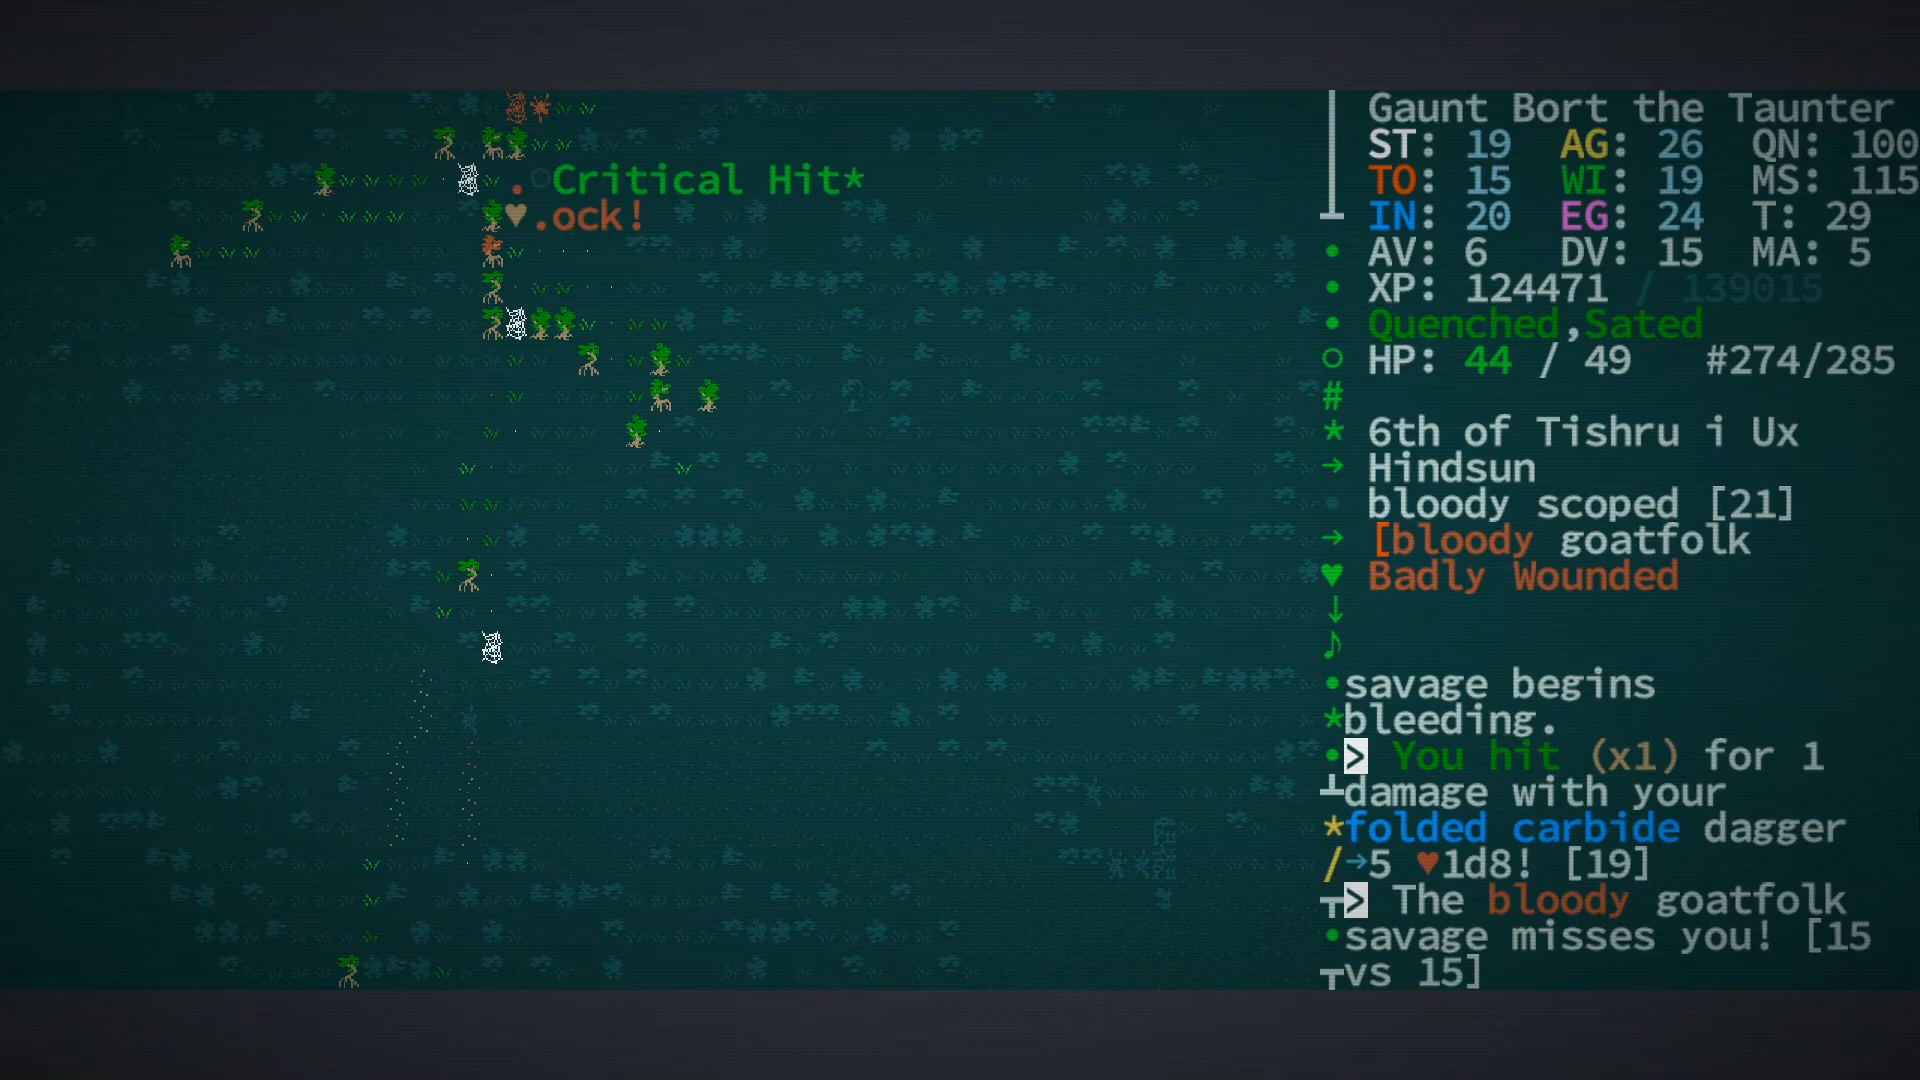 Critical Hit*
.ock!
Gaunt Bort the Taunter
ST: 19 AG: 26 QN: 100
TO: 15 WI: 19 MS: 115
IN: 20 EG: 24 T: 29
AV: 6 DV: 15 MA: 5
XP: 124471 / 139015
Quenched,Sated
HP: 44 / 49 #274/285
6th of Tishru i Ux
Hindsun
bloody scoped [21]
[bloody goatfolk
Badly Wounded
savage begins
bleeding.
> You hit (x1) for 1
damage with your
folded carbide dagger
→5 ♥1d8! [19]
> The bloody goatfolk
savage misses you! [15
vs 15]